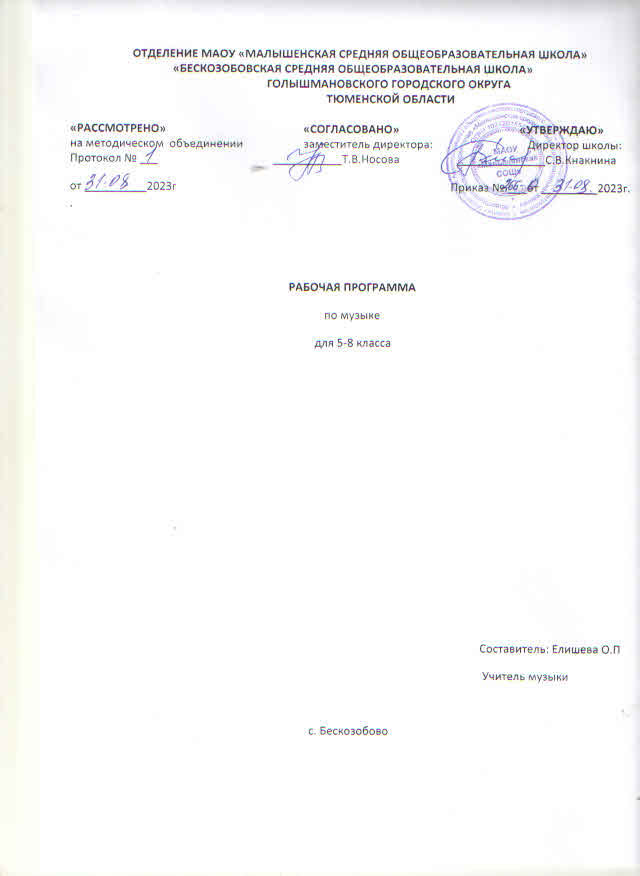 ОТДЕЛЕНИЕ МАОУ «МАЛЫШЕНСКАЯ СРЕДНЯЯ ОБЩЕОБРАЗОВАТЕЛЬНАЯ ШКОЛА»
«БЕСКОЗОБОВСКАЯ СРЕДНЯЯ ОБЩЕОБРАЗОВАТЕЛЬНАЯ ШКОЛА»
ГОЛЫШМАНОВСКОГО ГОРОДСКОГО ОКРУГА
ТЮМЕНСКОЙ ОБЛАСТИ
«РАССМОТРЕНО» «СОГЛАСОВАНО» «УТВЕРЖДАЮ»
на методическом объединении заместитель директора: Директор школы:
Протокол № 1 Т.В.Носова С.В.Кнакнина
от 31.08 2023г Приказ № от 31.08. 2023г.
МАОУ
СОШ»
РАБОЧАЯ ПРОГРАММА
по музыке
для 5-8 класса
Составитель: Елишева О.П
Учитель музыки
с. Бескозобово